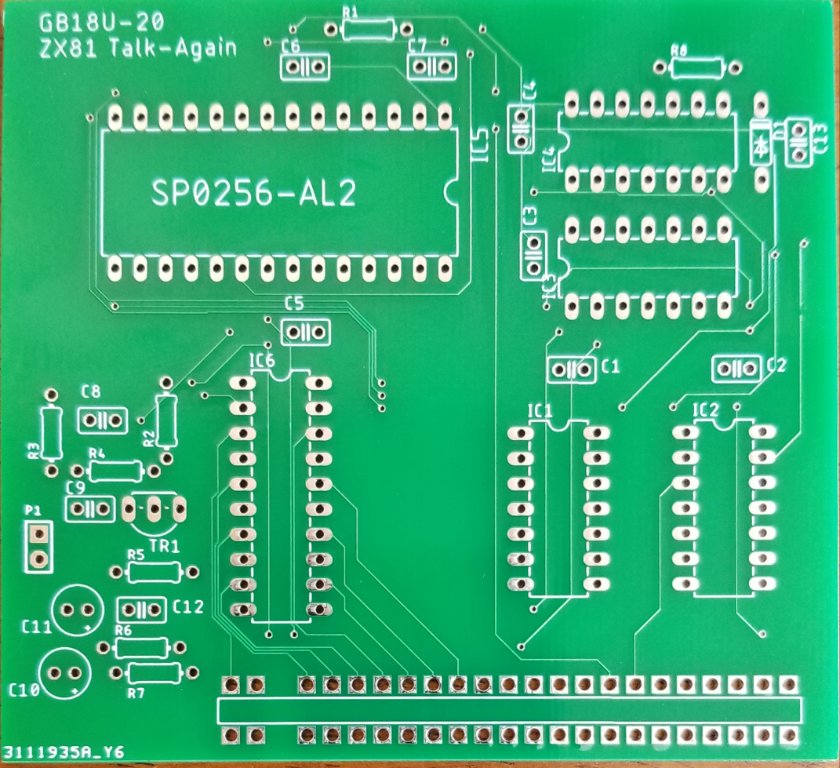 GB18U-20
ZX81 Talk-Again
R1
C6
C7
R8
C4
IC5
IC4
D1
C13
SP0256-AL2
C3
IC3
C5
IC6
C1
C2
IC1
IC2
C8
R3
R2
R4
C9
P1
TR1
R5
C12
C11
R6
C10
R7
3111935A_Y6